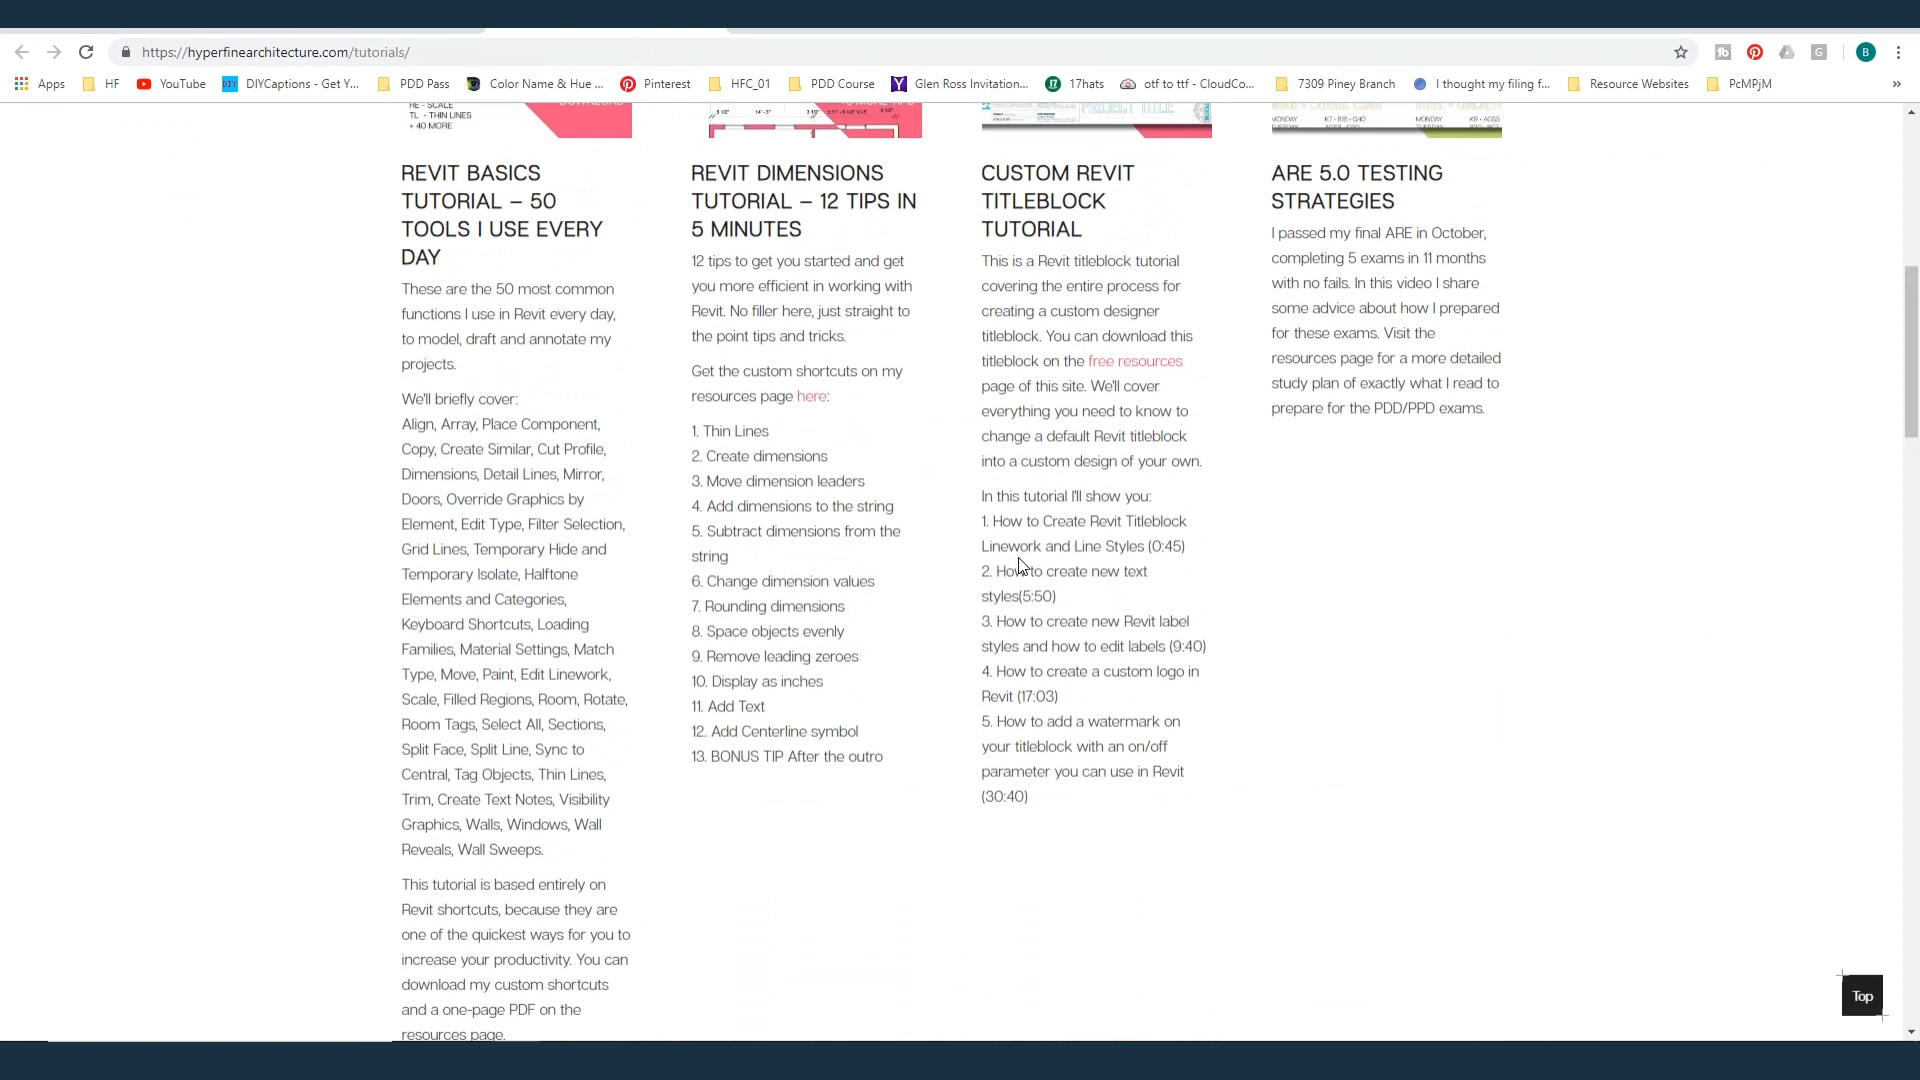 https://hyperfinearchitecture.com/tutorials/
B
Apps
HF
YouTube
DIYCaptions - Get Y...
PDD Pass
Color Name & Hue ...
Pinterest
HFC_01
PDD Course
Glen Ross Invitation...
17hats
otf to ttf - CloudCo...
7309 Piney Branch
I thought my filing f...
Resource Websites
PcMPjM
»
RE - SCALE
TL - THIN LINES
+ 40 MORE
DOWNLOAD
PROJECT TITLE
MONDAY
K7 • B16 • G40
MONDAY
REVIT BASICS
TUTORIAL – 50
TOOLS I USE EVERY
DAY
These are the 50 most common
functions I use in Revit every day,
to model, draft and annotate my
projects.
We'll briefly cover:
Align, Array, Place Component,
Copy, Create Similar, Cut Profile,
Dimensions, Detail Lines, Mirror,
Doors, Override Graphics by
Element, Edit Type, Filter Selection,
Grid Lines, Temporary Hide and
Temporary Isolate, Halftone
Elements and Categories,
Keyboard Shortcuts, Loading
Families, Material Settings, Match
Type, Move, Paint, Edit Linework,
Scale, Filled Regions, Room, Rotate,
Room Tags, Select All, Sections,
Split Face, Split Line, Sync to
Central, Tag Objects, Thin Lines,
Trim, Create Text Notes, Visibility
Graphics, Walls, Windows, Wall
Reveals, Wall Sweeps.
This tutorial is based entirely on
Revit shortcuts, because they are
one of the quickest ways for you to
increase your productivity. You can
download my custom shortcuts
and a one-page PDF on the
resources page.
REVIT DIMENSIONS
TUTORIAL – 12 TIPS IN
5 MINUTES
12 tips to get you started and get
you more efficient in working with
Revit. No filler here, just straight to
the point tips and tricks.
Get the custom shortcuts on my
resources page here:
1. Thin Lines
2. Create dimensions
3. Move dimension leaders
4. Add dimensions to the string
5. Subtract dimensions from the
string
6. Change dimension values
7. Rounding dimensions
8. Space objects evenly
9. Remove leading zeroes
10. Display as inches
11. Add Text
12. Add Centerline symbol
13. BONUS TIP After the outro
CUSTOM REVIT
TITLEBLOCK
TUTORIAL
This is a Revit titleblock tutorial
covering the entire process for
creating a custom designer
titleblock. You can download this
titleblock on the free resources
page of this site. We'll cover
everything you need to know to
change a default Revit titleblock
into a custom design of your own.
In this tutorial I'll show you:
1. How to Create Revit Titleblock
Linework and Line Styles (0:45)
2. How to create new text
styles(5:50)
3. How to create new Revit label
styles and how to edit labels (9:40)
4. How to create a custom logo in
Revit (17:03)
5. How to add a watermark on
your titleblock with an on/off
parameter you can use in Revit
(30:40)
ARE 5.0 TESTING
STRATEGIES
I passed my final ARE in October,
completing 5 exams in 11 months
with no fails. In this video I share
some advice about how I prepared
for these exams. Visit the
resources page for a more detailed
study plan of exactly what I read to
prepare for the PDD/PPD exams.
Top